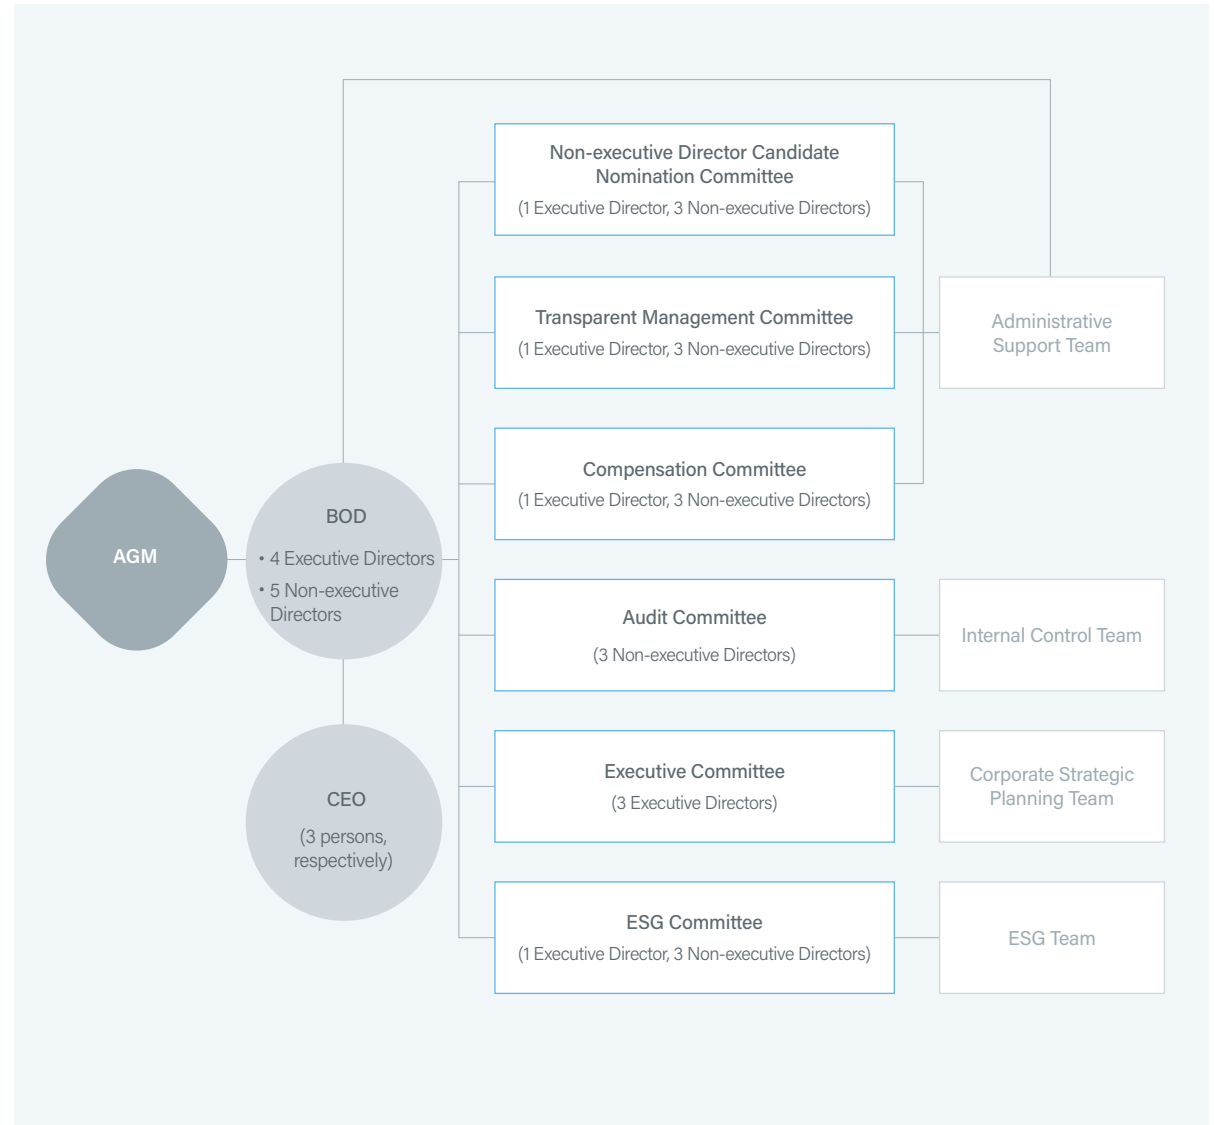 Non-executive Director Candidate
Nomination Committee
(1 Executive Director, 3 Non-executive Directors)
Transparent Management Committee
(1 Executive Director, 3 Non-executive Directors)
Administrative
Support Team
Compensation Committee
(1 Executive Director, 3 Non-executive Directors)
AGM
BOD
• 4 Executive Directors
• 5 Non-executive
Directors
Audit Committee
(3 Non-executive Directors)
Internal Control Team
CEO
(3 persons,
respectively)
Executive Committee
(3 Executive Directors)
Corporate Strategic
Planning Team
ESG Committee
(1 Executive Director, 3 Non-executive Directors)
ESG Team